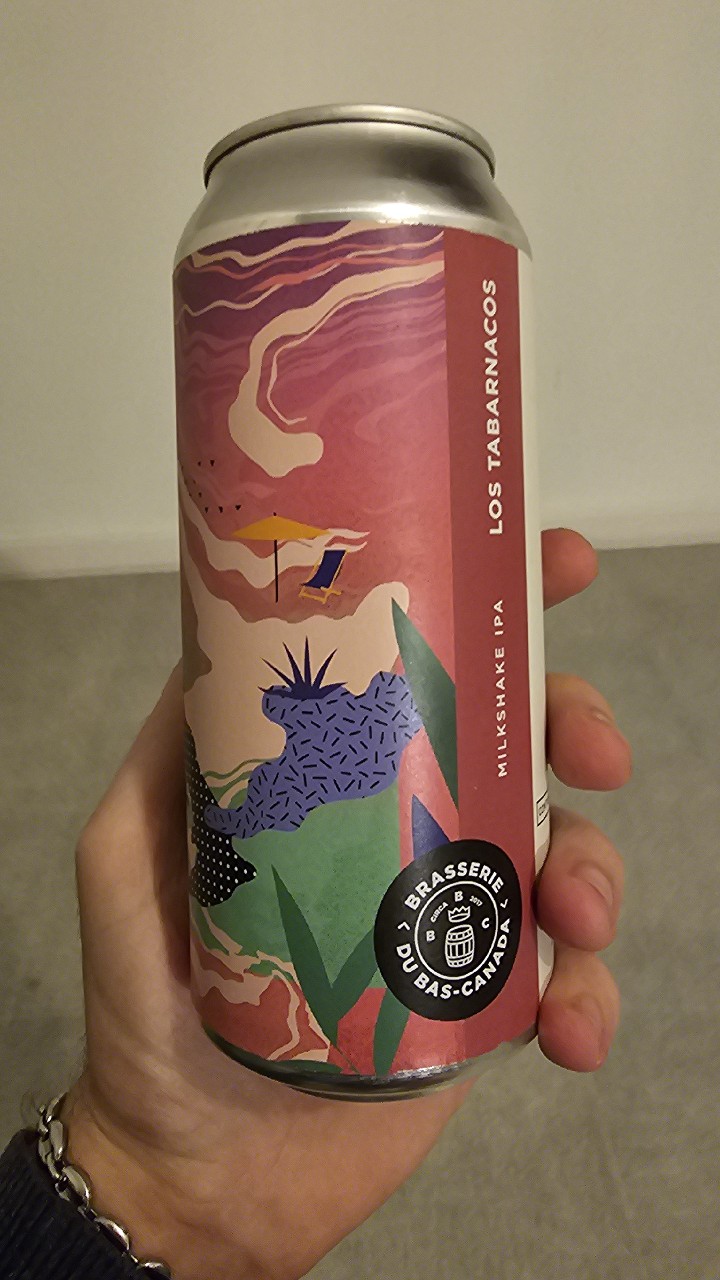 LOS TABARNACOS
MILKSHAKE IPA
BRASSERIE
CIRCA 2017
B B C
DU BAS-CANADA